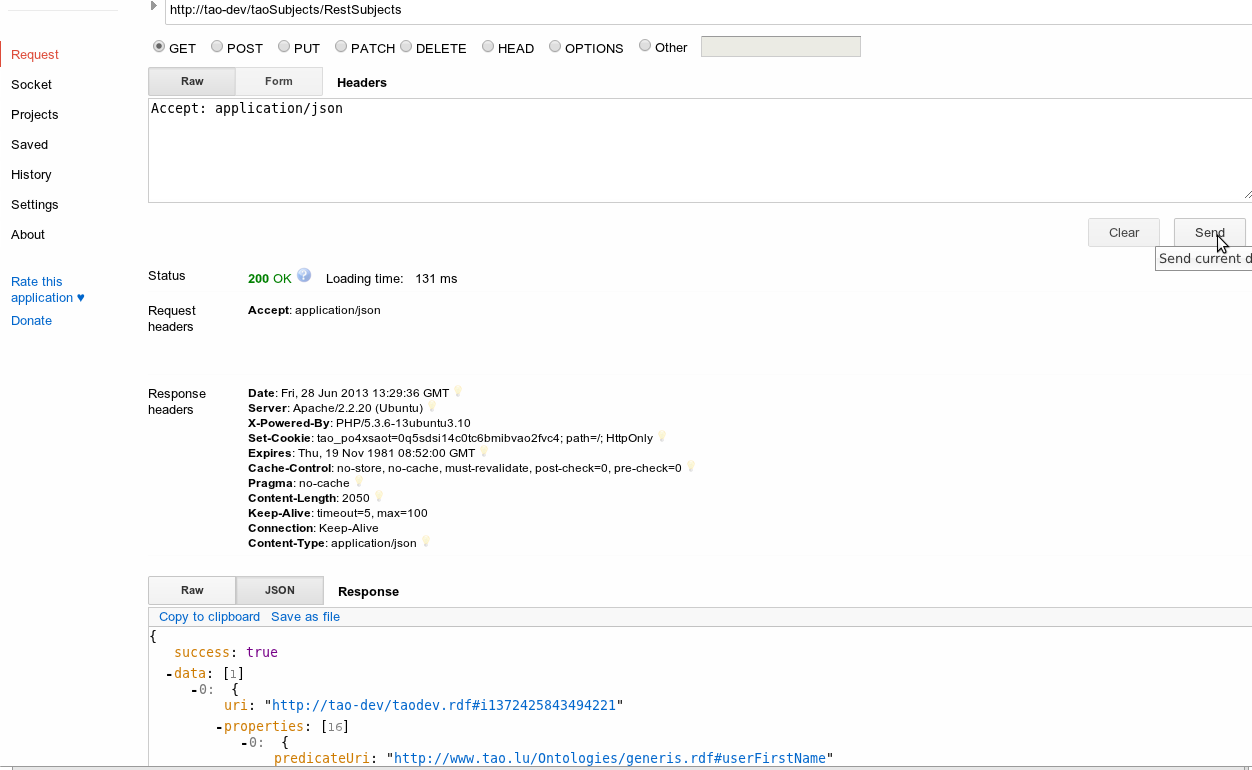 http://tao-dev/taoSubjects/RestSubjects
GET POST PUT PATCH DELETE HEAD OPTIONS Other
Raw Form Headers
Accept: application/json
Request
Socket
Projects
Saved
History
Settings
About
Rate this
application ♥
Donate
Clear Send
Send current d
Status 200 OK ? Loading time: 131 ms
Request
headers
Accept: application/json
Response
headers
Date: Fri, 28 Jun 2013 13:29:36 GMT
Server: Apache/2.2.20 (Ubuntu)
X-Powered-By: PHP/5.3.6-13ubuntu3.10
Set-Cookie: tao_po4xsaot=0q5sdsi14c0tc6bmibvao2fvc4; path=/; HttpOnly
Expires: Thu, 19 Nov 1981 08:52:00 GMT
Cache-Control: no-store, no-cache, must-revalidate, post-check=0, pre-check=0
Pragma: no-cache
Content-Length: 2050
Keep-Alive: timeout=5, max=100
Connection: Keep-Alive
Content-Type: application/json
Raw JSON Response
Copy to clipboard Save as file
{
success: true
-data: [1]
-0: {
uri: "http://tao-dev/taodev.rdf#i1372425843494221"
-properties: [16]
-0: {
predicateUri: "http://www.tao.lu/Ontologies/generis.rdf#userFirstName"